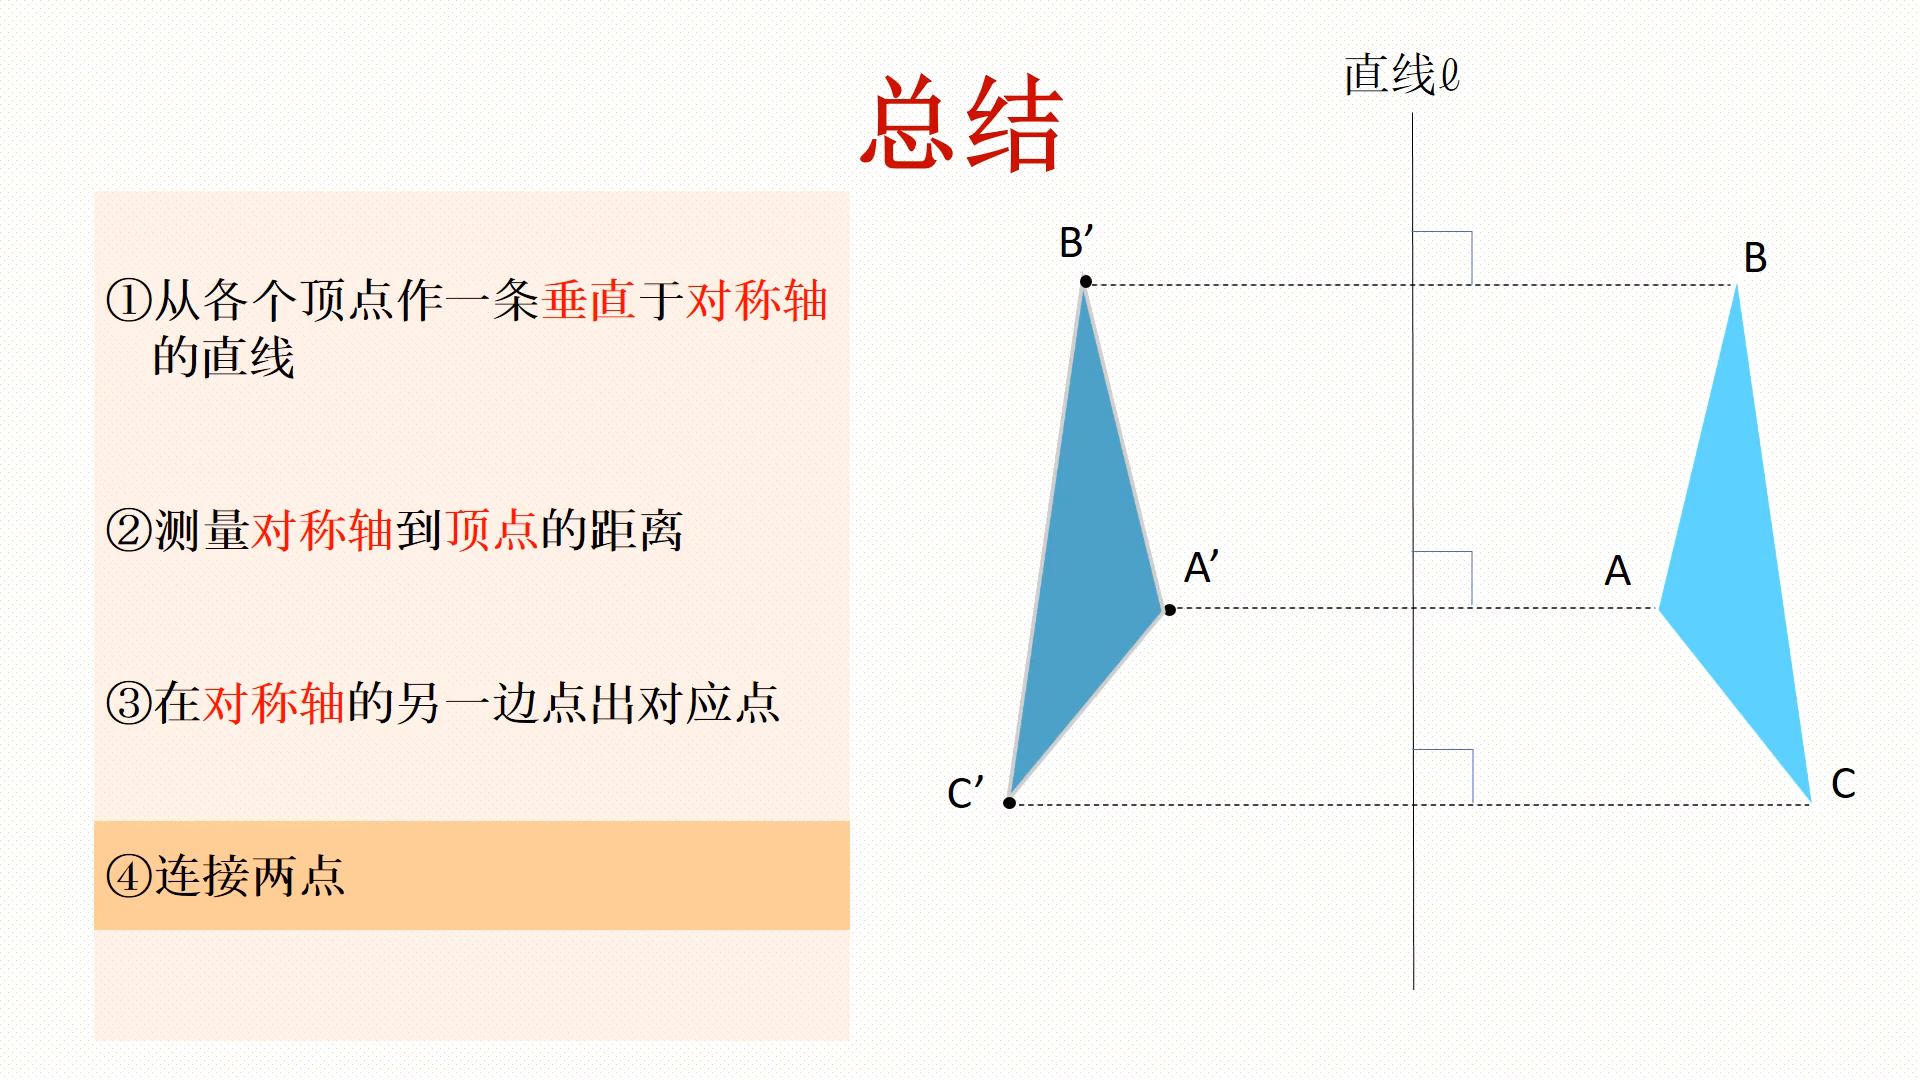 总结
①从各个顶点作一条垂直于对称轴
的直线
②测量对称轴到顶点的距离
③在对称轴的另一边点出对应点
④连接两点
直线ℓ
B’
B
A’
A
C’
C